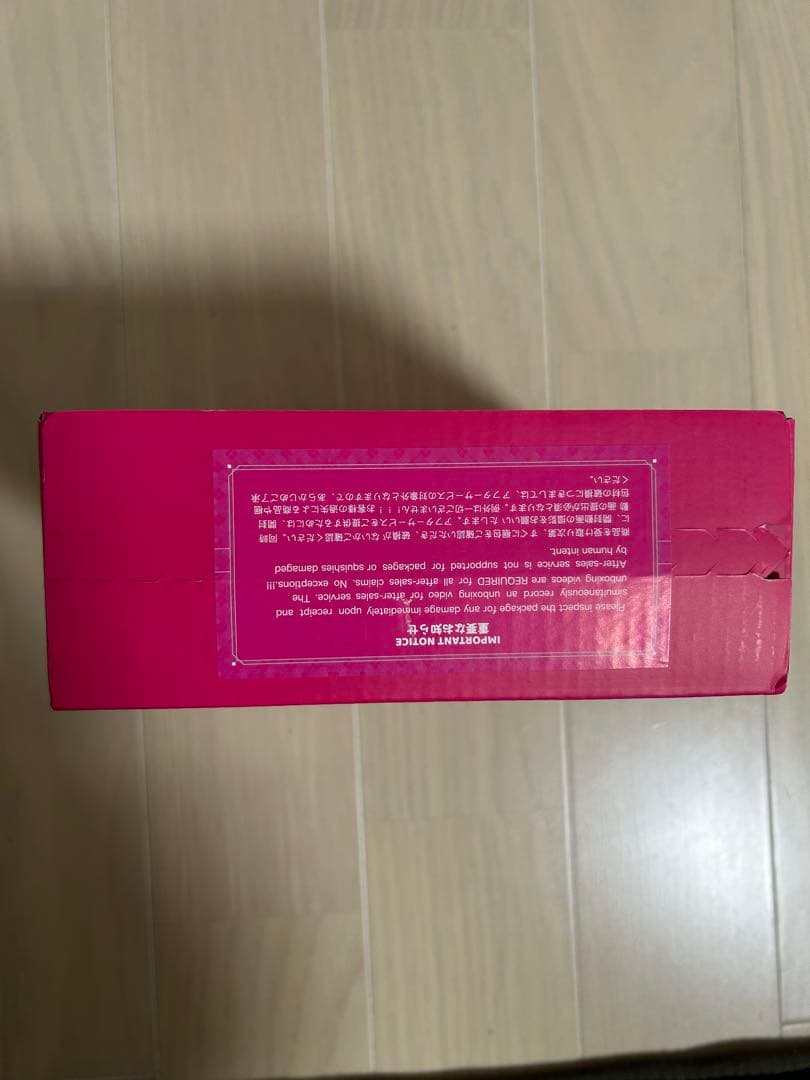 IMPORTANT NOTICE
重要なお知らせ
Please inspect the package for any damage immediately upon receipt and
simultaneously record an unboxing video for after-sales service. The
unboxing videos are REQUIRED for all after-sales claims. No exceptions.!!!
After-sales service is not supported for packages or squishies damaged
by human intent.
商品を受け取り次第、すぐに梱包をご確認いただき、破損がないかご確認ください。同時
に、開封動画の撮影をお願いいたします。アフターサービスをご提供するためには、開封
動画の提出が必須となります。例外は一切ございません!!!お客様の過失による商品や梱
包材の破損につきましては、アフターサービスの対象外となりますので、あらかじめご了承
ください。